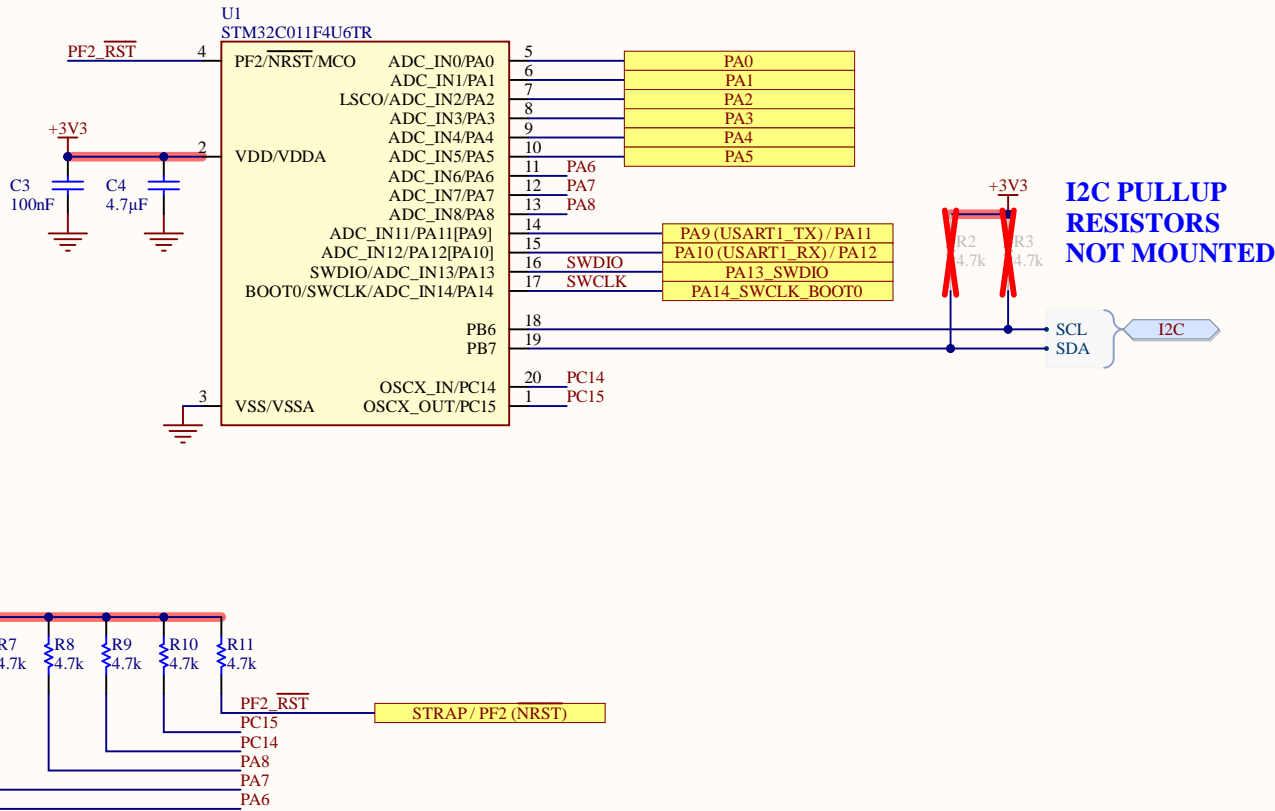 U1
STM32C011F4U6TR
PF2_RST
4
PF2/NRST/MCO
ADC_IN0/PA0
5
PA0
ADC_IN1/PA1
6
PA1
LSCO/ADC_IN2/PA2
7
PA2
ADC_IN3/PA3
8
PA3
ADC_IN4/PA4
9
PA4
+3V3
2
VDD/VDDA
ADC_IN5/PA5
10
PA5
ADC_IN6/PA6
11
PA6
C3
100nF
C4
4.7µF
ADC_IN7/PA7
12
PA7
ADC_IN8/PA8
13
PA8
ADC_IN11/PA11[PA9]
14
PA9 (USART1_TX) / PA11
ADC_IN12/PA12[PA10]
15
PA10 (USART1_RX) / PA12
SWDIO/ADC_IN13/PA13
16
SWDIO
PA13_SWDIO
BOOT0/SWCLK/ADC_IN14/PA14
17
SWCLK
PA14_SWCLK_BOOT0
+3V3
R2
4.7k
R3
4.7k
I2C PULLUP
RESISTORS
NOT MOUNTED
PB6
18
SCL
PB7
19
SDA
I2C
OSCX_IN/PC14
20
PC14
3
VSS/VSSA
OSCX_OUT/PC15
1
PC15
R7
4.7k
R8
4.7k
R9
4.7k
R10
4.7k
R11
4.7k
PF2_RST
STRAP / PF2 (NRST)
PC15
PC14
PA8
PA7
PA6